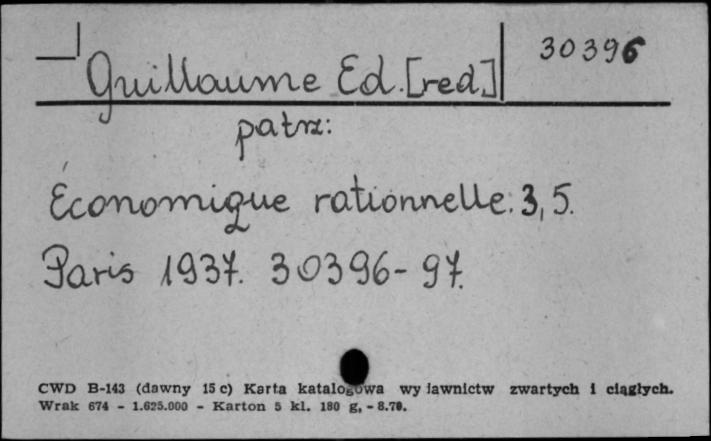 Guillaume Ed. [red.] 30396
patrz:
Économique rationnelle. 3, 5.
Paris 1937. 30396-97.
CWD B-143 (dawny 15 c) Karta katalogowa wydawnictw zwartych i ciągłych.
Wrak 674 - 1.625.000 - Karton 5 kl. 180 g, - 8.70.